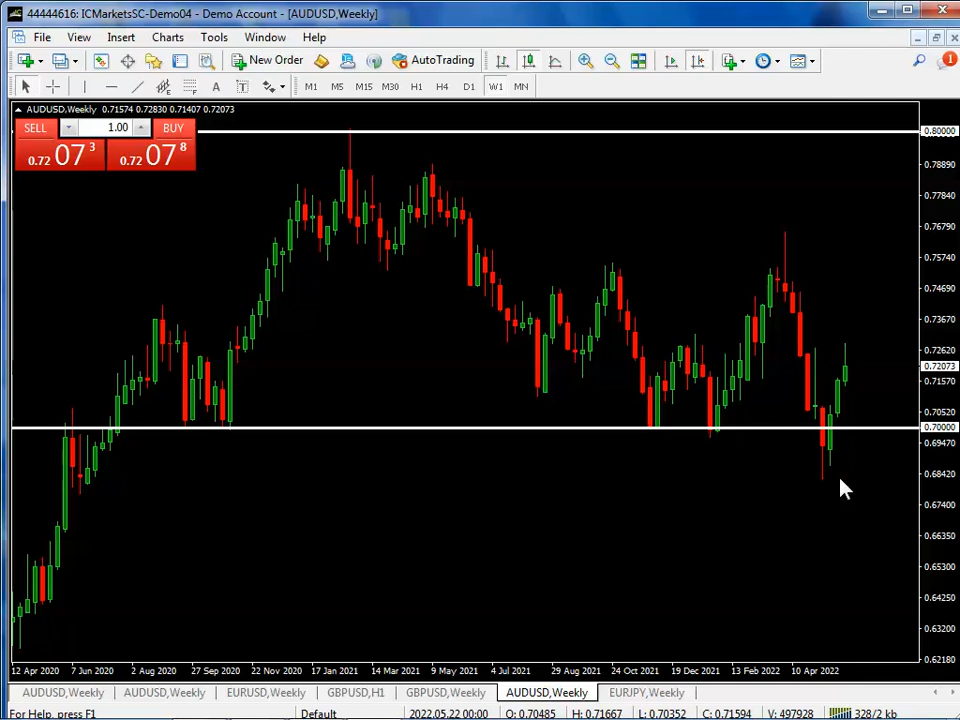 44444616: ICMarketsSC-Demo04 - Demo Account - [AUDUSD,Weekly]
File View Insert Charts Tools Window Help
New Order AutoTrading 1
A T M1 M5 M15 M30 H1 H4 D1 W1 MN
AUDUSD,Weekly 0.71574 0.72830 0.71407 0.72073
SELL 1.00 BUY
0.72 07 3 0.72 07 8
0.80000
0.77889
0.77840
0.76790
0.75740
0.74690
0.73670
0.72620
0.72073
0.71570
0.70520
0.70000
0.69470
0.68420
0.67400
0.66350
0.65300
0.64250
0.63200
0.62180
12 Apr 2020 7 Jun 2020 2 Aug 2020 27 Sep 2020 22 Nov 2020 17 Jan 2021 14 Mar 2021 9 May 2021 4 Jul 2021 29 Aug 2021 24 Oct 2021 19 Dec 2021 13 Feb 2022 10 Apr 2022
AUDUSD,Weekly AUDUSD,Weekly EURUSD,Weekly GBPUSD,H1 GBPUSD,Weekly AUDUSD,Weekly EURJPY,Weekly
For Help, press F1 Default 2022.05.22 00:00 O: 0.70485 H: 0.71667 L: 0.70352 C: 0.71594 V: 497928 328/2 kb